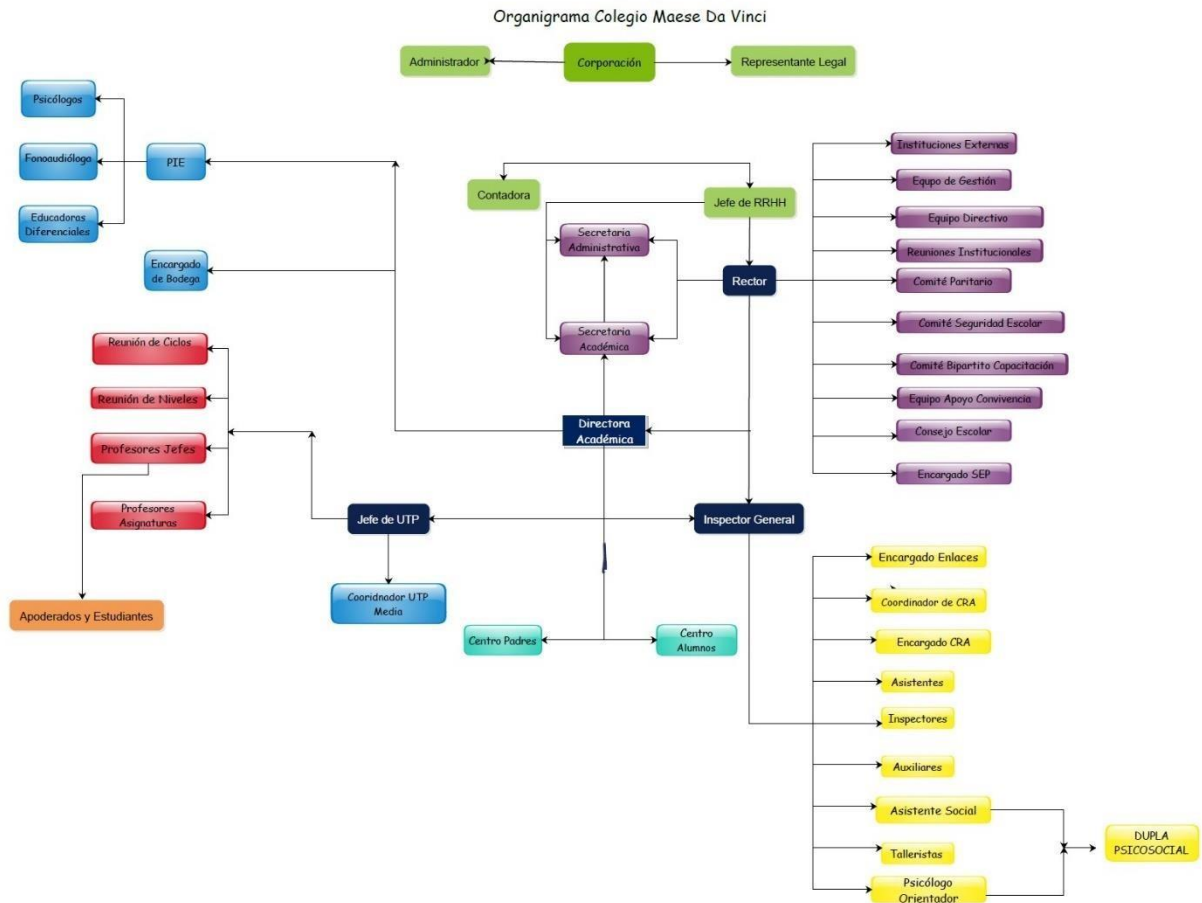 Organigrama Colegio Maese Da Vinci
Administrador
Corporación
Representante Legal
Psicólogos
Fonoaudióloga
PIE
Educadoras
Diferenciales
Encargado
de Bodega
Contadora
Jefe de RRHH
Secretaria
Administrativa
Rector
Secretaria
Académica
Instituciones Externas
Equpo de Gestión
Equipo Directivo
Reuniones Institucionales
Comité Paritario
Comité Seguridad Escolar
Comité Bipartito Capacitación
Equipo Apoyo Convivencia
Consejo Escolar
Encargado SEP
Reunión de Ciclos
Reunión de Niveles
Profesores Jefes
Profesores
Asignaturas
Directora
Académica
Jefe de UTP
Inspector General
Cooridnador UTP
Media
Apoderados y Estudiantes
Centro Padres
Centro
Alumnos
Encargado Enlaces
Coordinador de CRA
Encargado CRA
Asistentes
Inspectores
Auxiliares
Asistente Social
Talleristas
Psicólogo
Orientador
DUPLA
PSICOSOCIAL